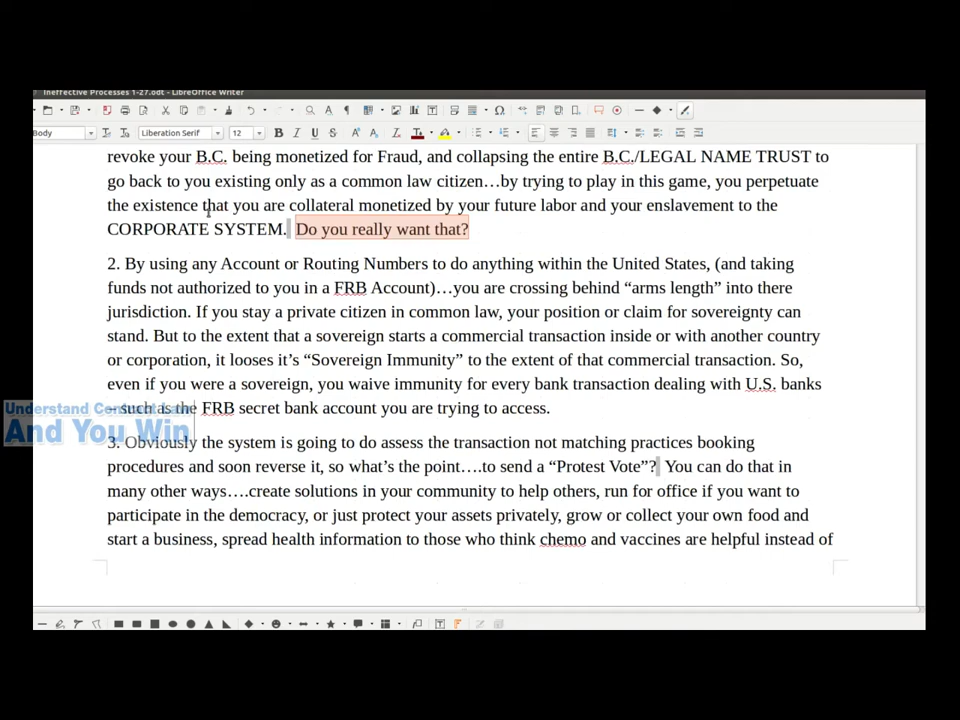 Ineffective Processes 1-27.odt - LibreOffice Writer
Body
Liberation Serif
12
revoke your B.C. being monetized for Fraud, and collapsing the entire B.C./LEGAL NAME TRUST to
go back to you existing only as a common law citizen…by trying to play in this game, you perpetuate
the existence that you are collateral monetized by your future labor and your enslavement to the
CORPORATE SYSTEM. Do you really want that?
2. By using any Account or Routing Numbers to do anything within the United States, (and taking
funds not authorized to you in a FRB Account)…you are crossing behind “arms length” into there
jurisdiction. If you stay a private citizen in common law, your position or claim for sovereignty can
stand. But to the extent that a sovereign starts a commercial transaction inside or with another country
or corporation, it looses it’s “Sovereign Immunity” to the extent of that commercial transaction. So,
even if you were a sovereign, you waive immunity for every bank transaction dealing with U.S. banks
– such as the FRB secret bank account you are trying to access.
Understand Contract Law
And You Win
3. Obviously the system is going to do assess the transaction not matching practices booking
procedures and soon reverse it, so what’s the point….to send a “Protest Vote”? You can do that in
many other ways….create solutions in your community to help others, run for office if you want to
participate in the democracy, or just protect your assets privately, grow or collect your own food and
start a business, spread health information to those who think chemo and vaccines are helpful instead of